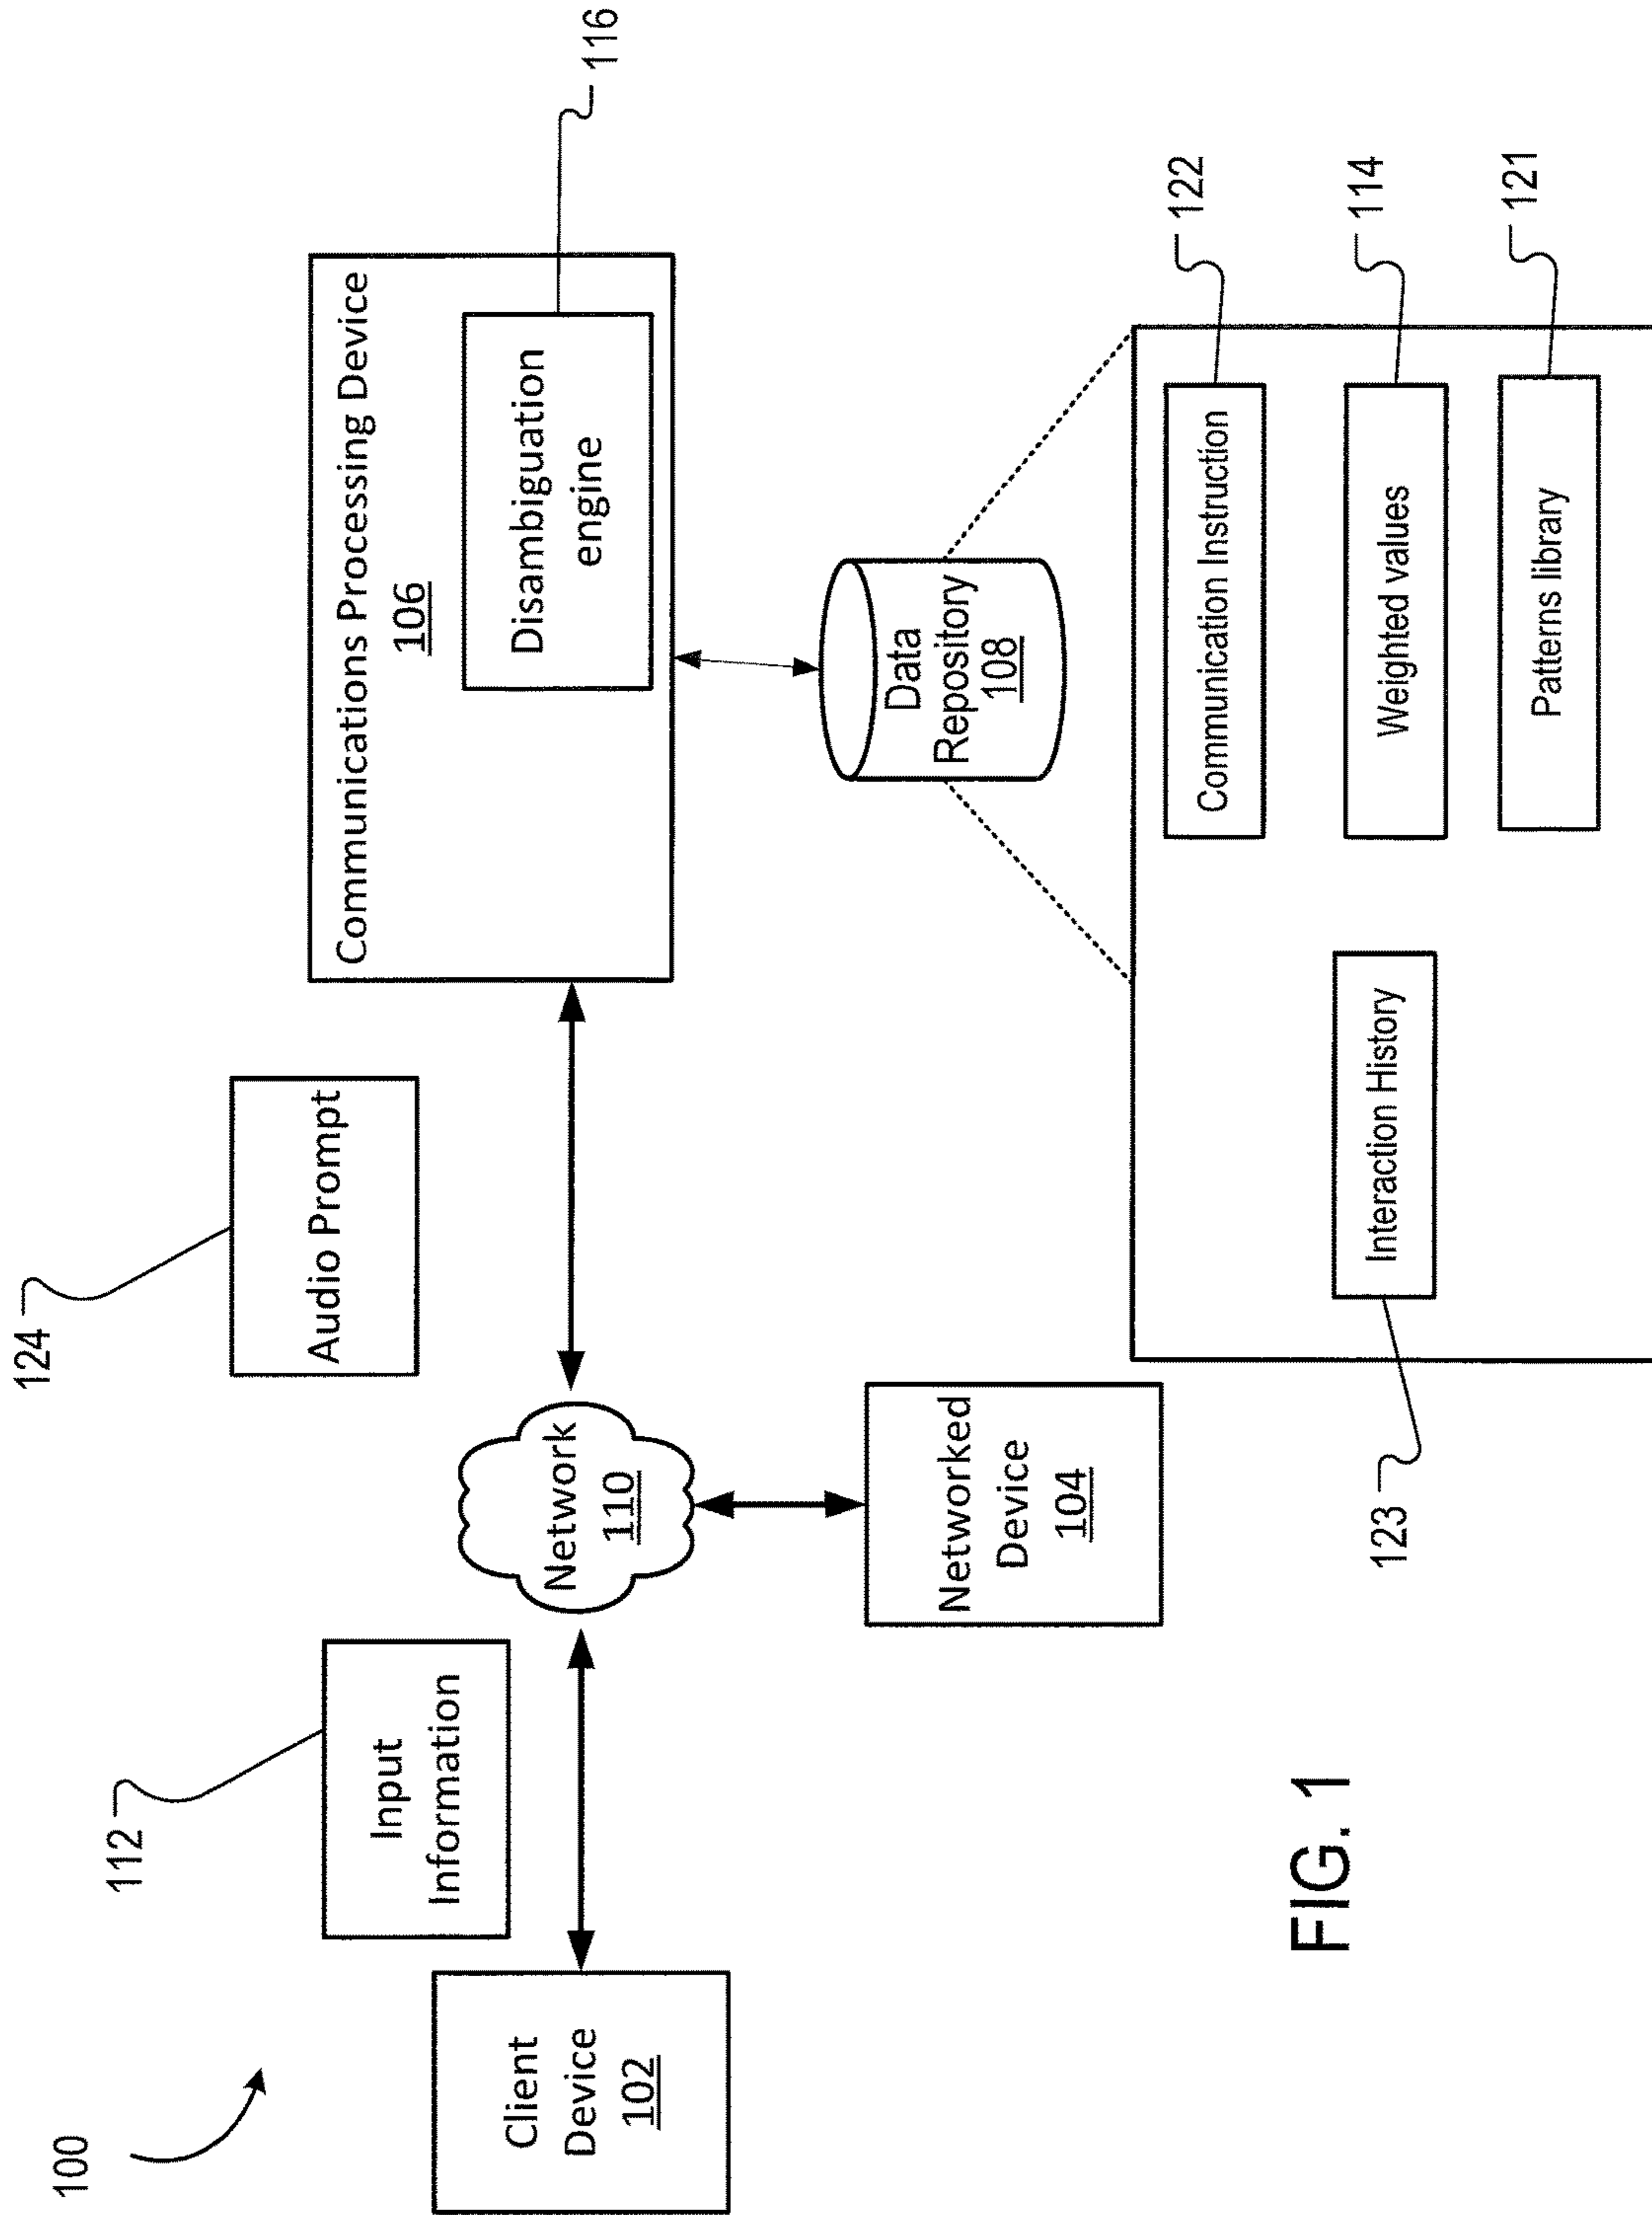 100
112
124
Input
Information
Audio Prompt
Client
Device
102
Network
110
Networked
Device
104
Communications Processing Device
106
Disambiguation
engine
116
Data
Repository
108
Communication Instruction
122
Interaction History
123
Weighted values
114
Patterns library
121
FIG. 1